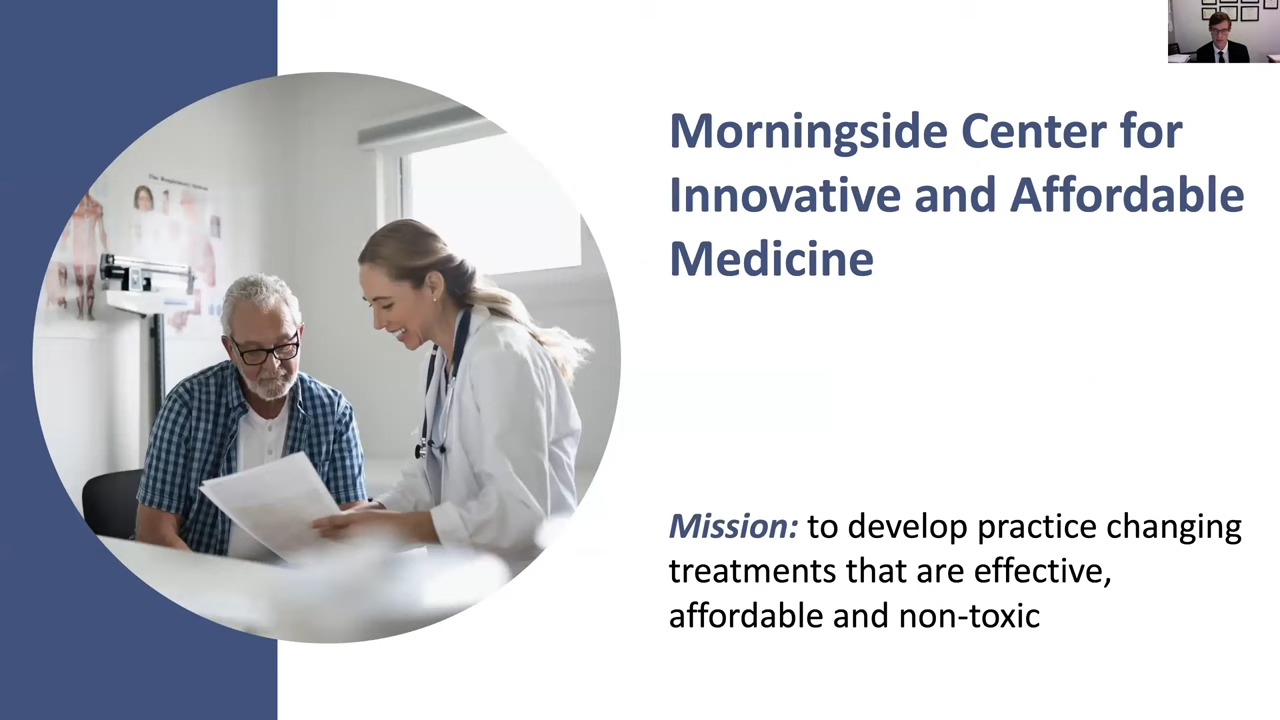 Morningside Center for
Innovative and Affordable
Medicine
Mission: to develop practice changing
treatments that are effective,
affordable and non-toxic